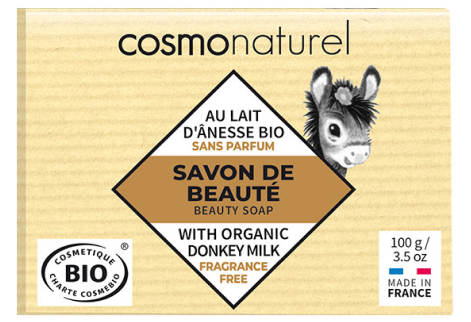 cosmonaturel
AU LAIT
D'ÂNESSE BIO
SANS PARFUM
SAVON DE
BEAUTÉ
BEAUTY SOAP
WITH ORGANIC
DONKEY MILK
FRAGRANCE
FREE
COSMETIQUE
®
BIO
CHARTE COSMEBIO
100 g /
3.5 oz
MADE IN
FRANCE